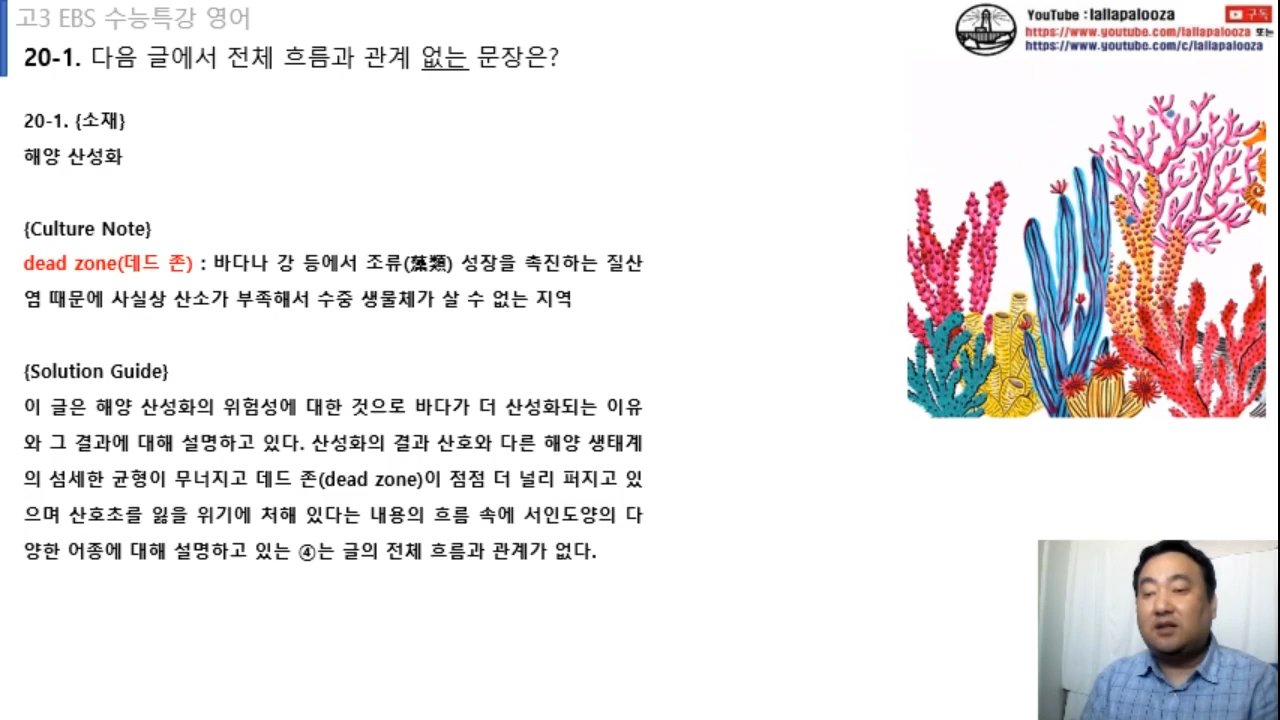 고3 EBS 수능특강 영어
20-1. 다음 글에서 전체 흐름과 관계 없는 문장은?
YouTube : lallapalooza
구독
https://www.youtube.com/lallapalooza 또는
https://www.youtube.com/c/lallapalooza
20-1. {소재}
해양 산성화
{Culture Note}
dead zone(데드 존) : 바다나 강 등에서 조류(藻類) 성장을 촉진하는 질산
염 때문에 사실상 산소가 부족해서 수중 생물체가 살 수 없는 지역
{Solution Guide}
이 글은 해양 산성화의 위험성에 대한 것으로 바다가 더 산성화되는 이유
와 그 결과에 대해 설명하고 있다. 산성화의 결과 산호와 다른 해양 생태계
의 섬세한 균형이 무너지고 데드 존(dead zone)이 점점 더 널리 퍼지고 있
으며 산호초를 잃을 위기에 처해 있다는 내용의 흐름 속에 서인도양의 다
양한 어종에 대해 설명하고 있는 ④는 글의 전체 흐름과 관계가 없다.